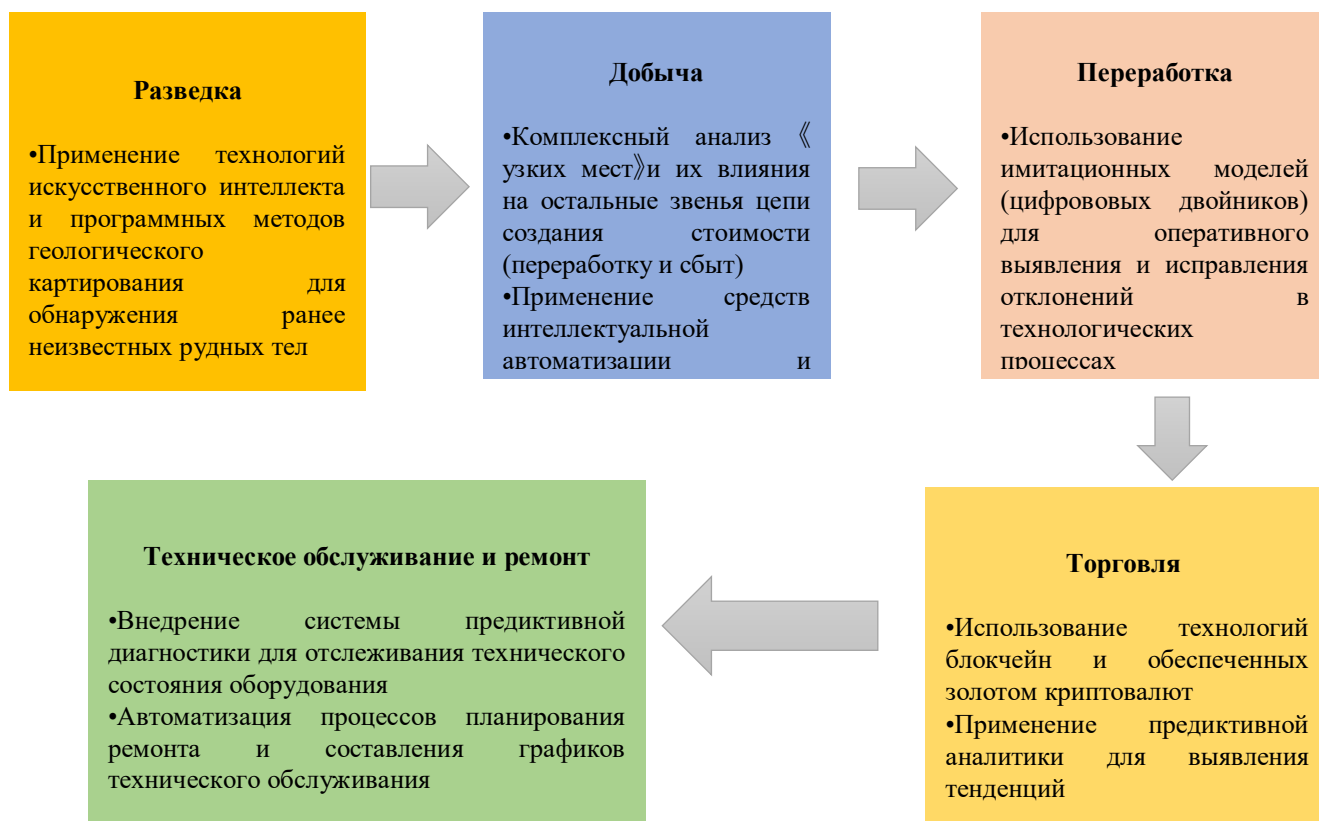 Разведка
•Применение технологий
искусственного интеллекта
и программных методов
геологического
картирования для
обнаружения ранее
неизвестных рудных тел
Добыча
•Комплексный анализ 《
узких мест》и их влияния
на остальные звенья цепи
создания стоимости
(переработку и сбыт)
•Применение средств
интеллектуальной
автоматизации и
Переработка
•Использование
имитационных моделей
(цифрововых двойников)
для оперативного
выявления и исправления
отклонений в
технологических
процессах
Техническое обслуживание и ремонт
•Внедрение системы предиктивной
диагностики для отслеживания технического
состояния оборудования
•Автоматизация процессов планирования
ремонта и составления графиков
технического обслуживания
Торговля
•Использование технологий
блокчейн и обеспеченных
золотом криптовалют
•Применение предиктивной
аналитики для выявления
тенденций